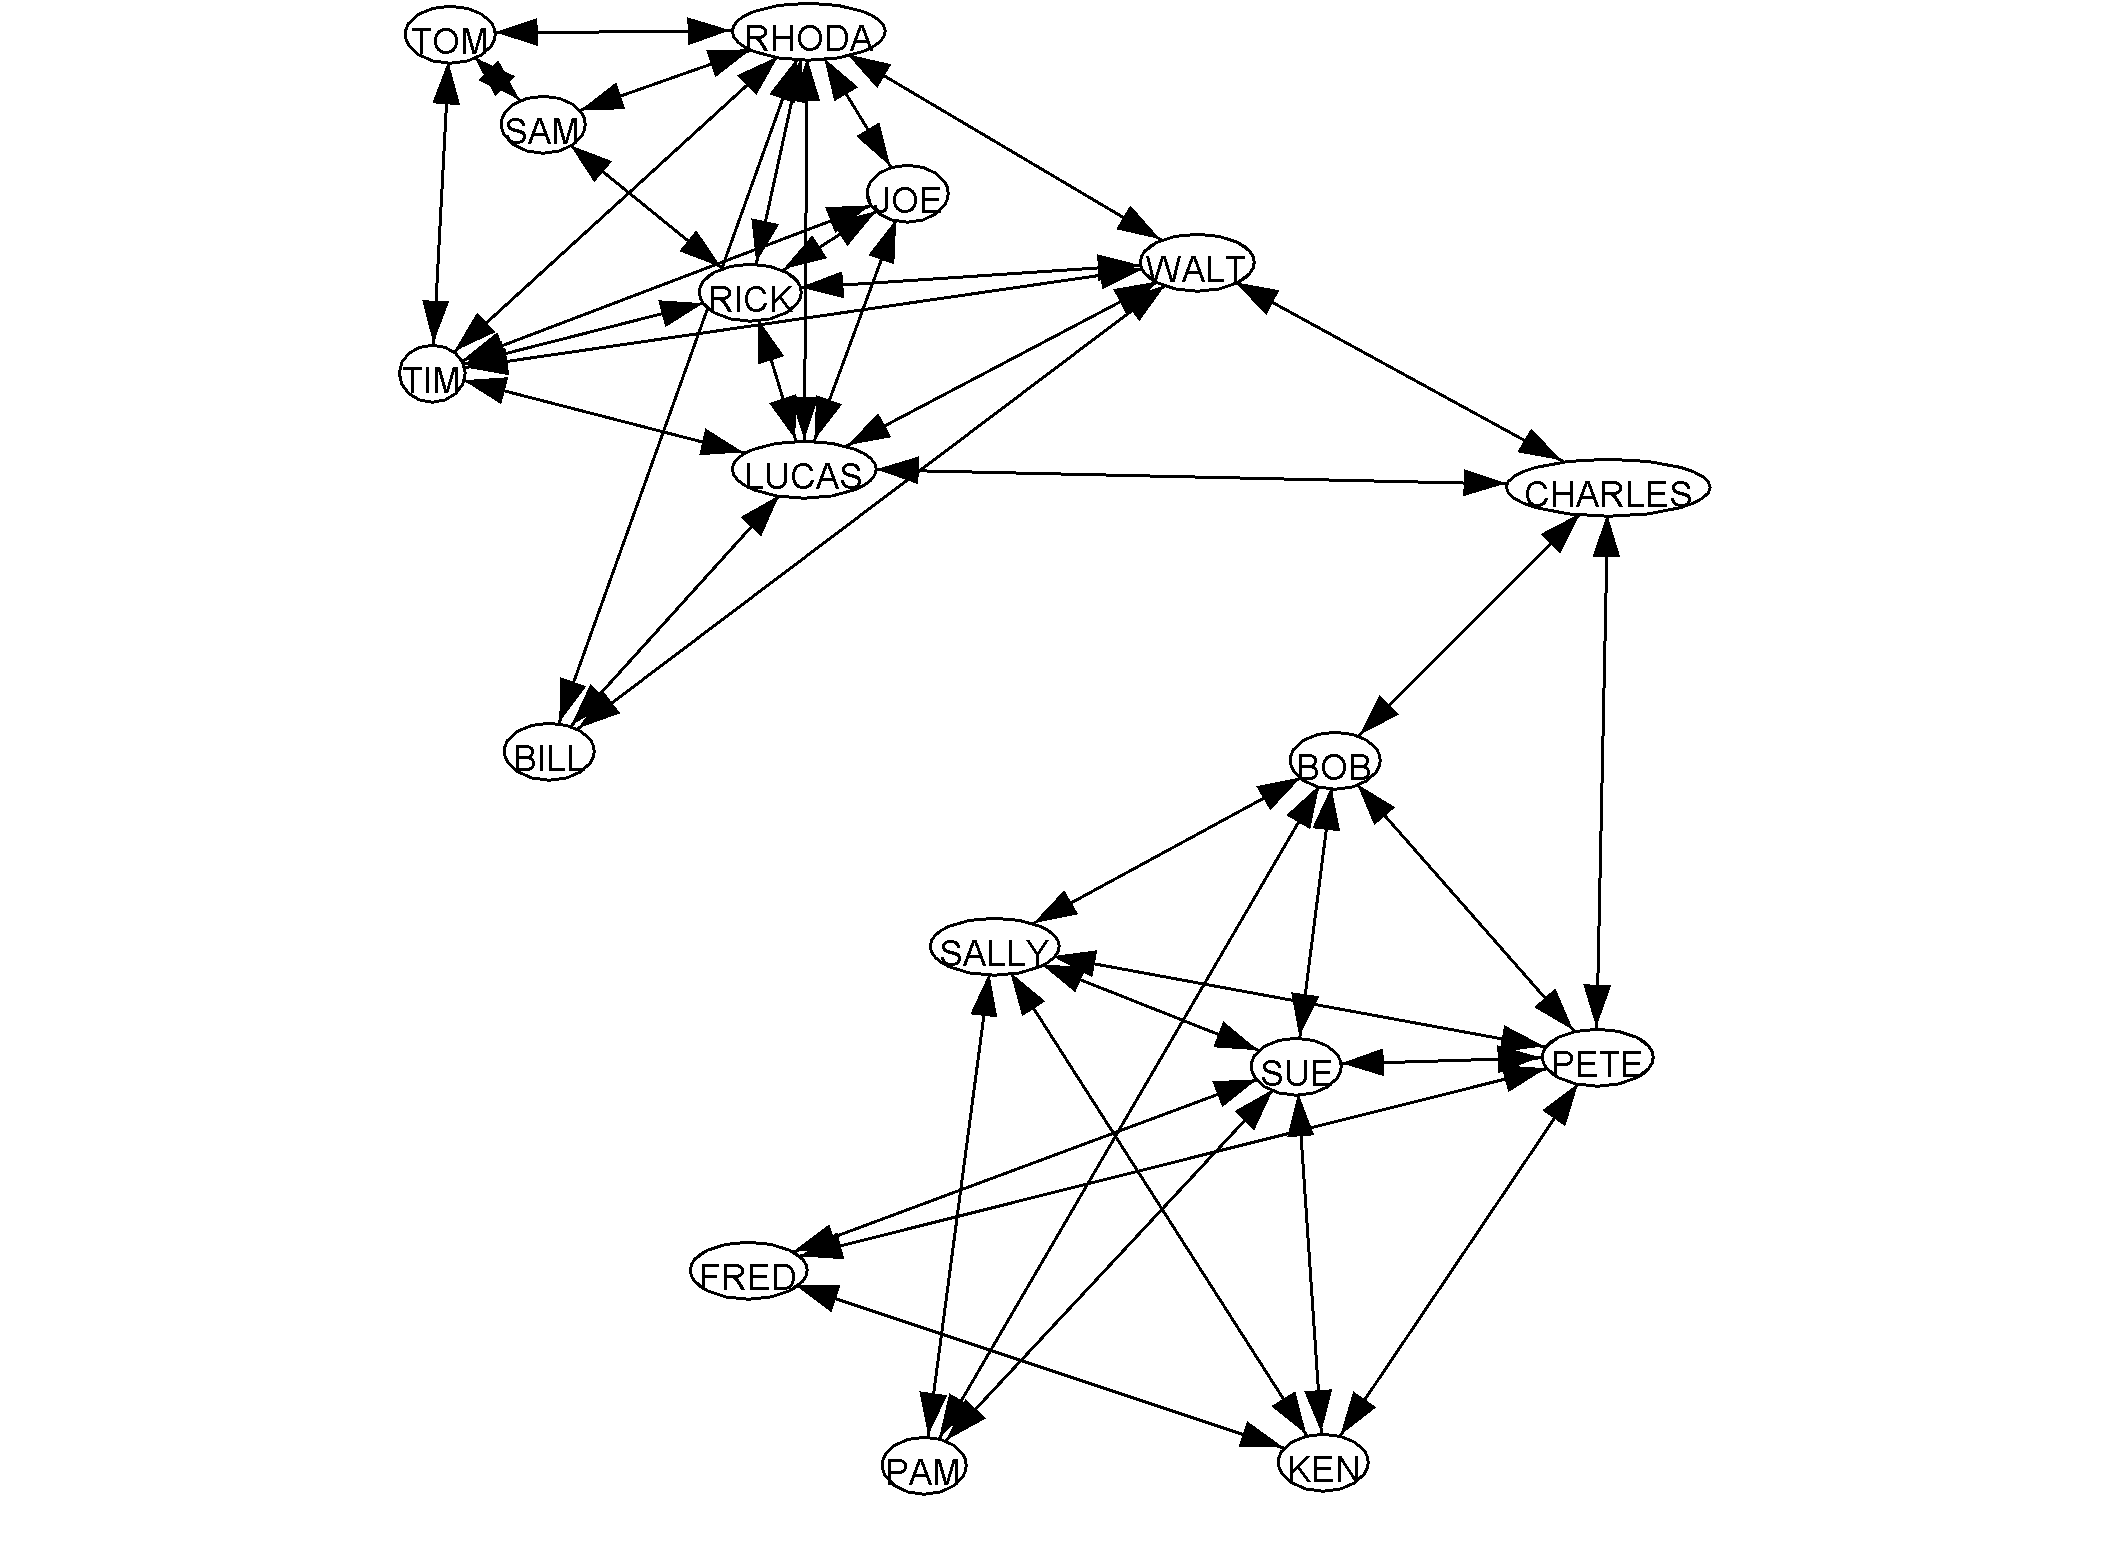 TOM
RHODA
SAM
JOE
WALT
RICK
TIM
LUCAS
CHARLES
BILL
BOB
SALLY
SUE
PETE
FRED
PAM
KEN